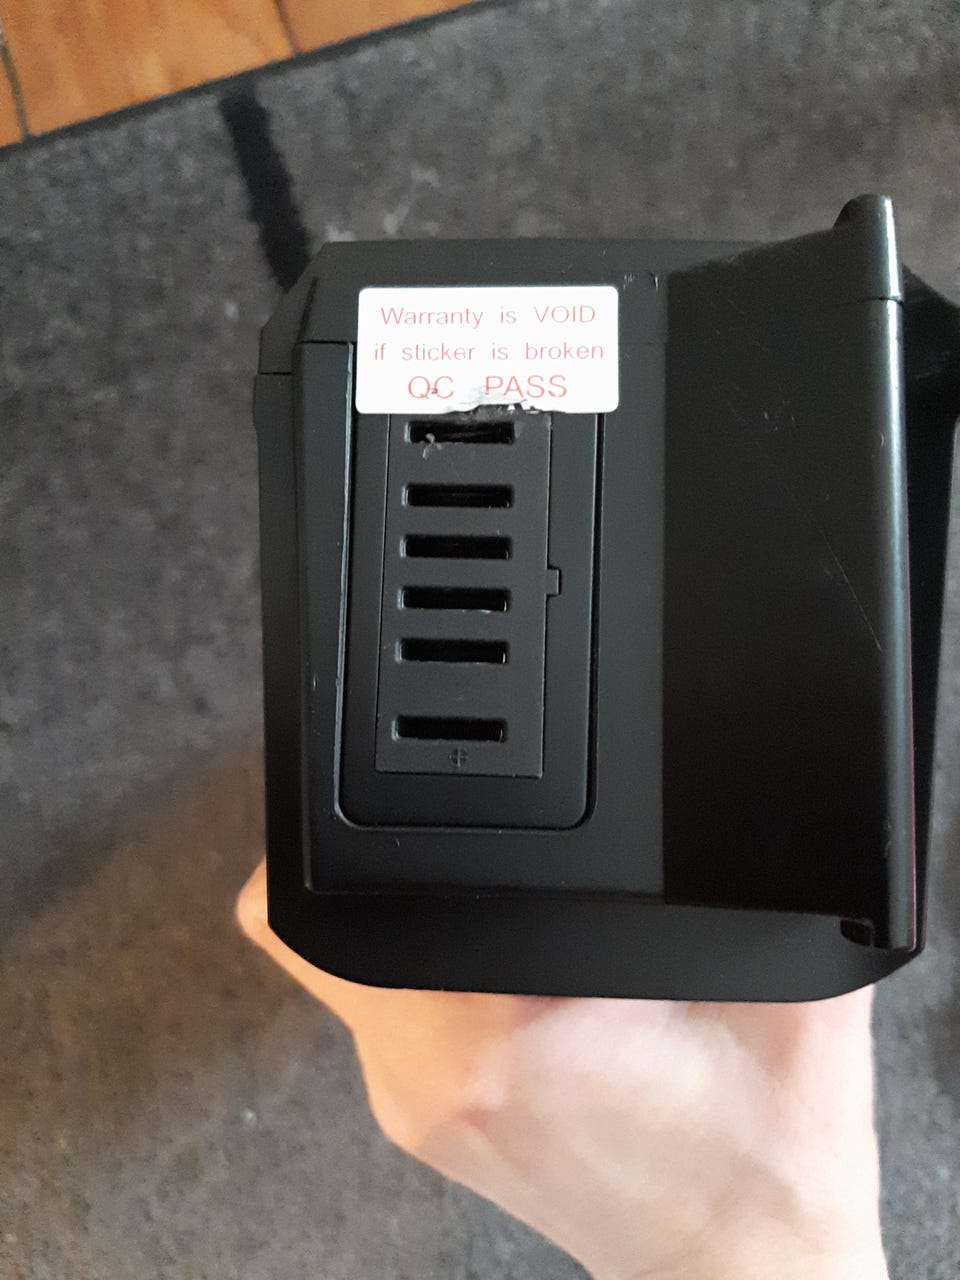 Warranty is VOID
if sticker is broken
QC PASS
+